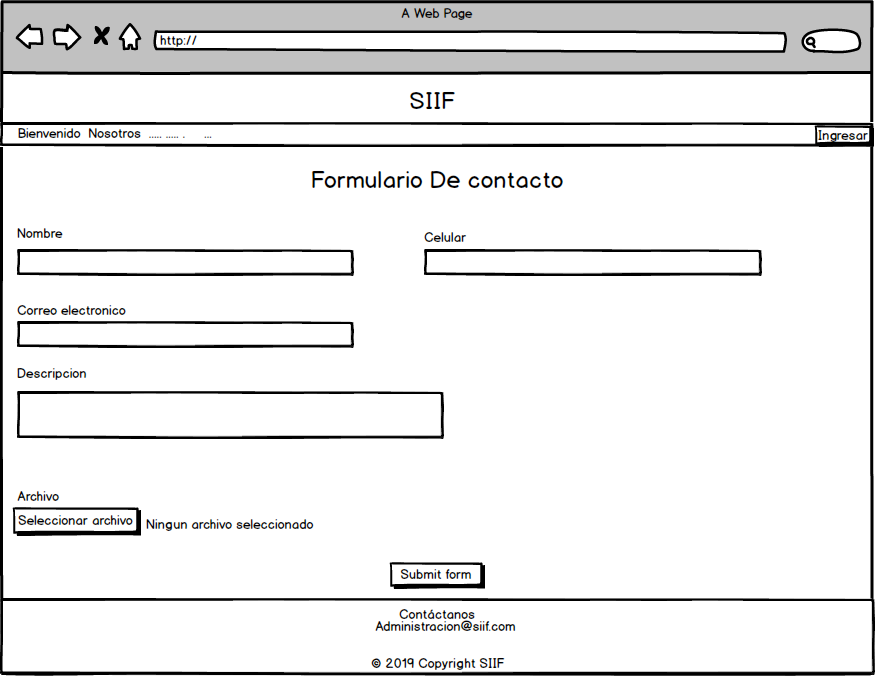 A Web Page
http://
SIIF
Bienvenido Nosotros ..... ..... . ... Ingresar
Formulario De contacto
Nombre
Celular
Correo electronico
Descripcion
Archivo
Seleccionar archivo Ningun archivo seleccionado
Submit form
Contáctanos
Administracion@siif.com
© 2019 Copyright SIIF